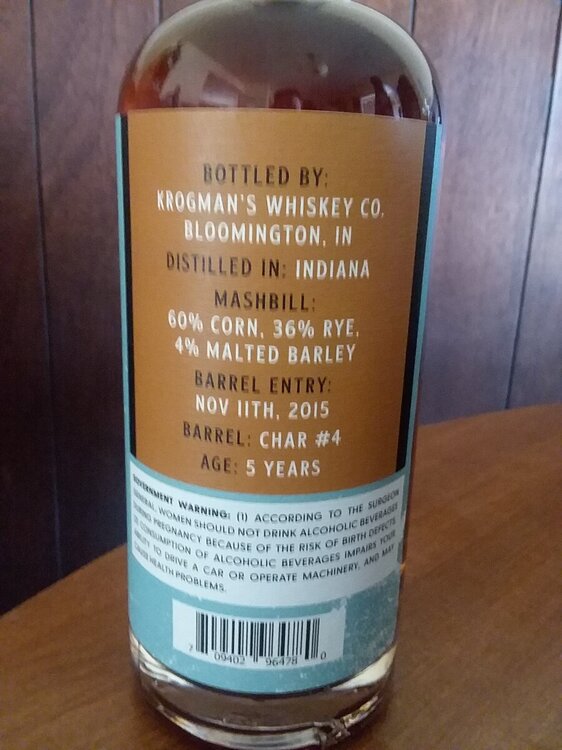 BOTTLED BY:
KROGMAN'S WHISKEY CO.
BLOOMINGTON, IN
DISTILLED IN: INDIANA
MASHBILL:
60% CORN, 36% RYE,
4% MALTED BARLEY
BARREL ENTRY:
NOV 11TH, 2015
BARREL: CHAR #4
AGE: 5 YEARS
GOVERNMENT WARNING: (1) ACCORDING TO THE SURGEON
GENERAL, WOMEN SHOULD NOT DRINK ALCOHOLIC BEVERAGES
DURING PREGNANCY BECAUSE OF THE RISK OF BIRTH DEFECTS.
(2) CONSUMPTION OF ALCOHOLIC BEVERAGES IMPAIRS YOUR
ABILITY TO DRIVE A CAR OR OPERATE MACHINERY, AND MAY
CAUSE HEALTH PROBLEMS.
7 09402 96478 0